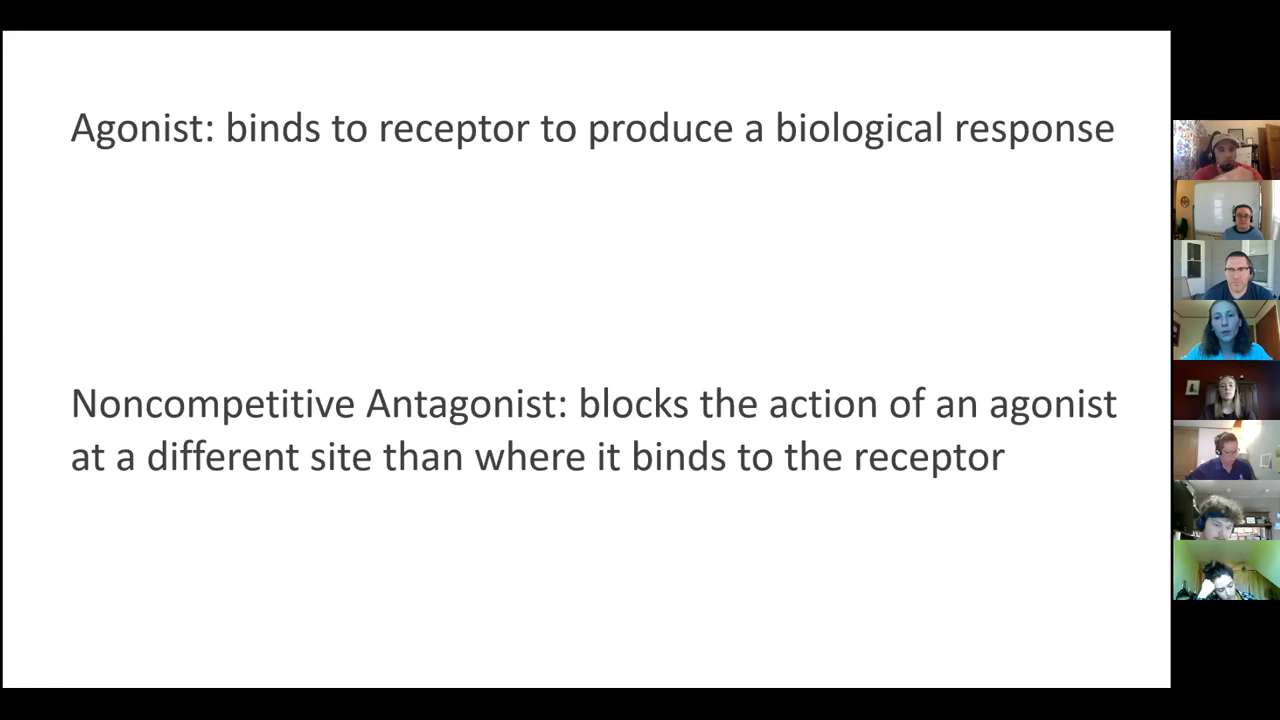 Agonist: binds to receptor to produce a biological response
Noncompetitive Antagonist: blocks the action of an agonist
at a different site than where it binds to the receptor